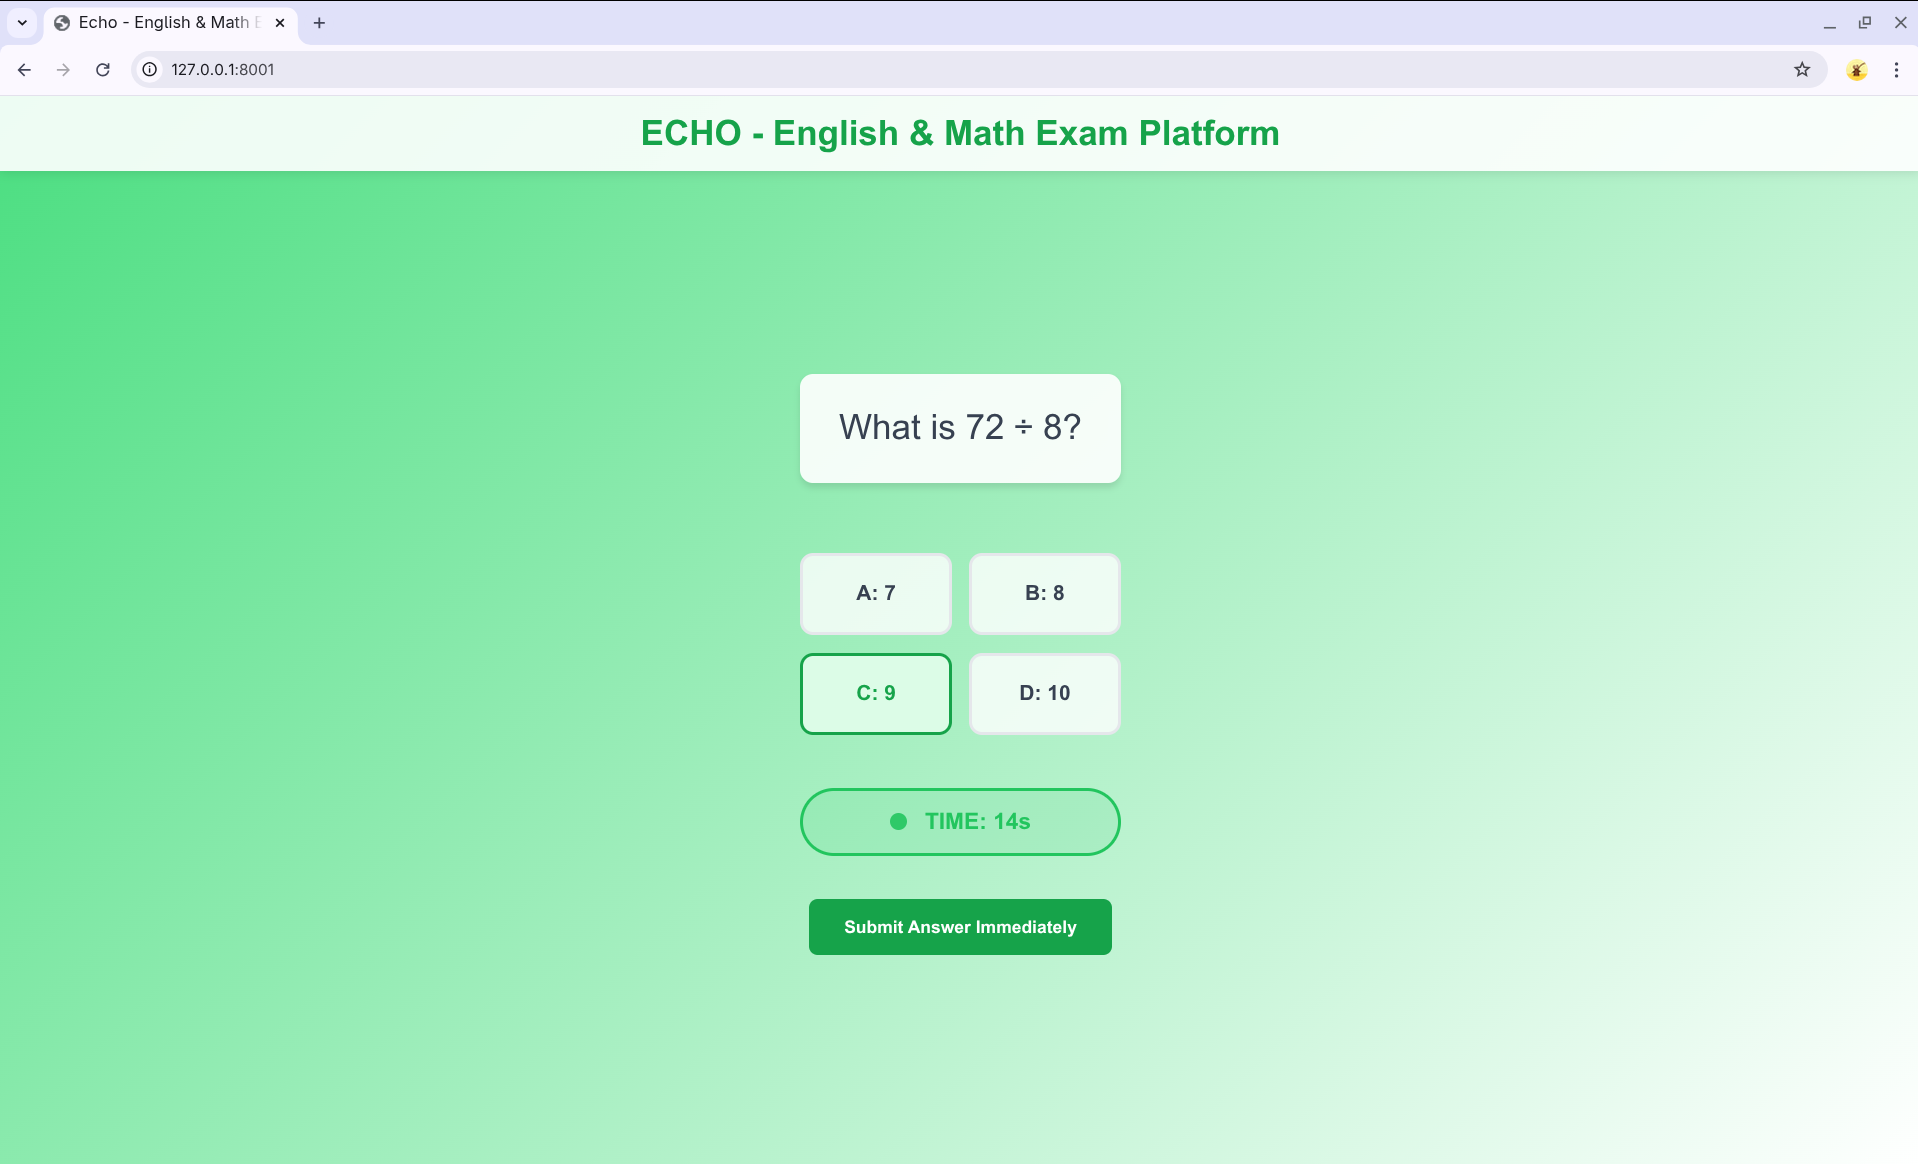 Echo - English & Math E
127.0.0.1:8001
ECHO - English & Math Exam Platform
What is 72 ÷ 8?
A: 7
B: 8
C: 9
D: 10
TIME: 14s
Submit Answer Immediately